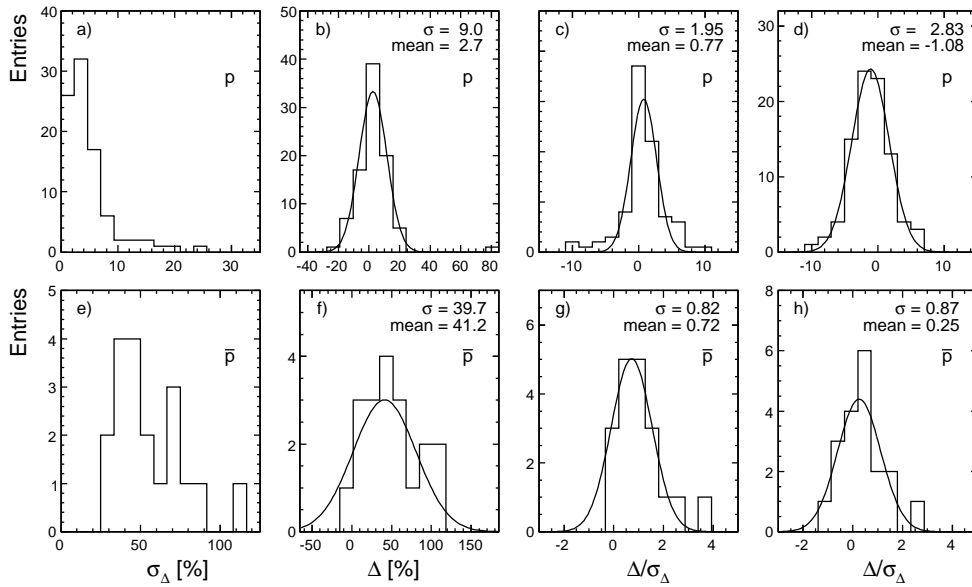 Entries
a)
p
40
30
20
10
0
0 10 20 30
b)
σ = 9.0
mean = 2.7
p
50
40
30
20
10
0
-40 -20 0 20 40 60 80
c)
σ = 1.95
mean = 0.77
p
-10 0 10
d)
σ = 2.83
mean = -1.08
p
30
20
10
0
-10 0 10
Entries
e)
p̅
5
4
3
2
1
0
0 50 100
σΔ [%]
f)
σ = 39.7
mean = 41.2
p̅
4
2
0
-50 0 50 100 150
Δ [%]
g)
σ = 0.82
mean = 0.72
p̅
6
4
2
0
-2 0 2 4
Δ/σΔ
h)
σ = 0.87
mean = 0.25
p̅
8
6
4
2
0
-2 0 2 4
Δ/σΔ